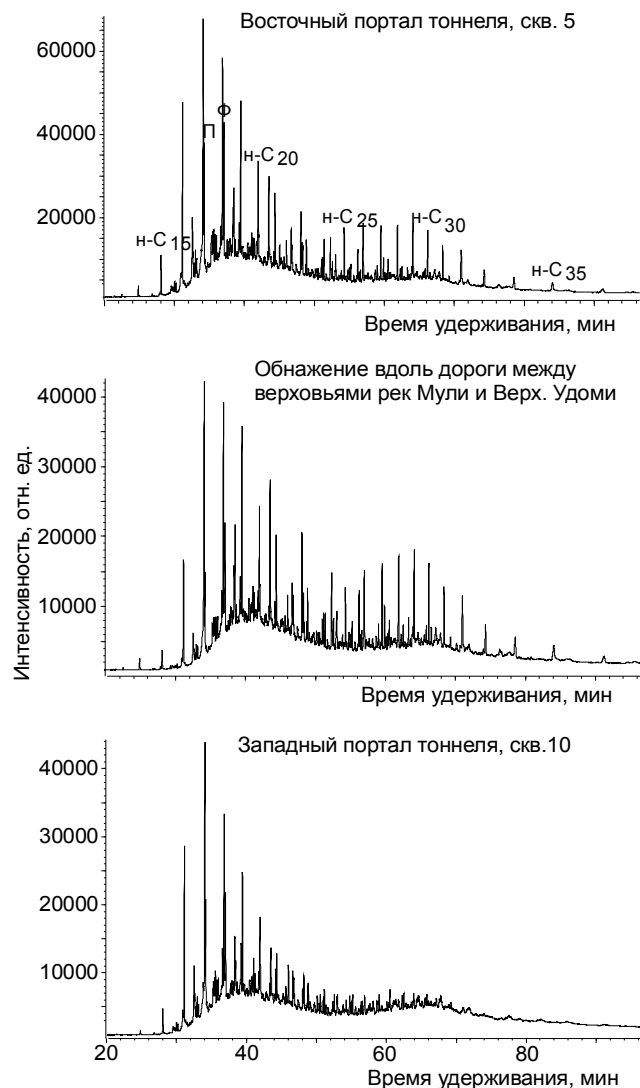 Восточный портал тоннеля, скв. 5
60000
Ф
П
40000
н-С 20
н-С 25
н-С 30
20000
н-С 15
н-С 35
0
Время удерживания, мин
Обнажение вдоль дороги между
верховьями рек Мули и Верх. Удоми
40000
30000
20000
10000
Интенсивность, отн. ед.
Время удерживания, мин
Западный портал тоннеля, скв.10
40000
30000
20000
10000
0
20 40 60 80
Время удерживания, мин